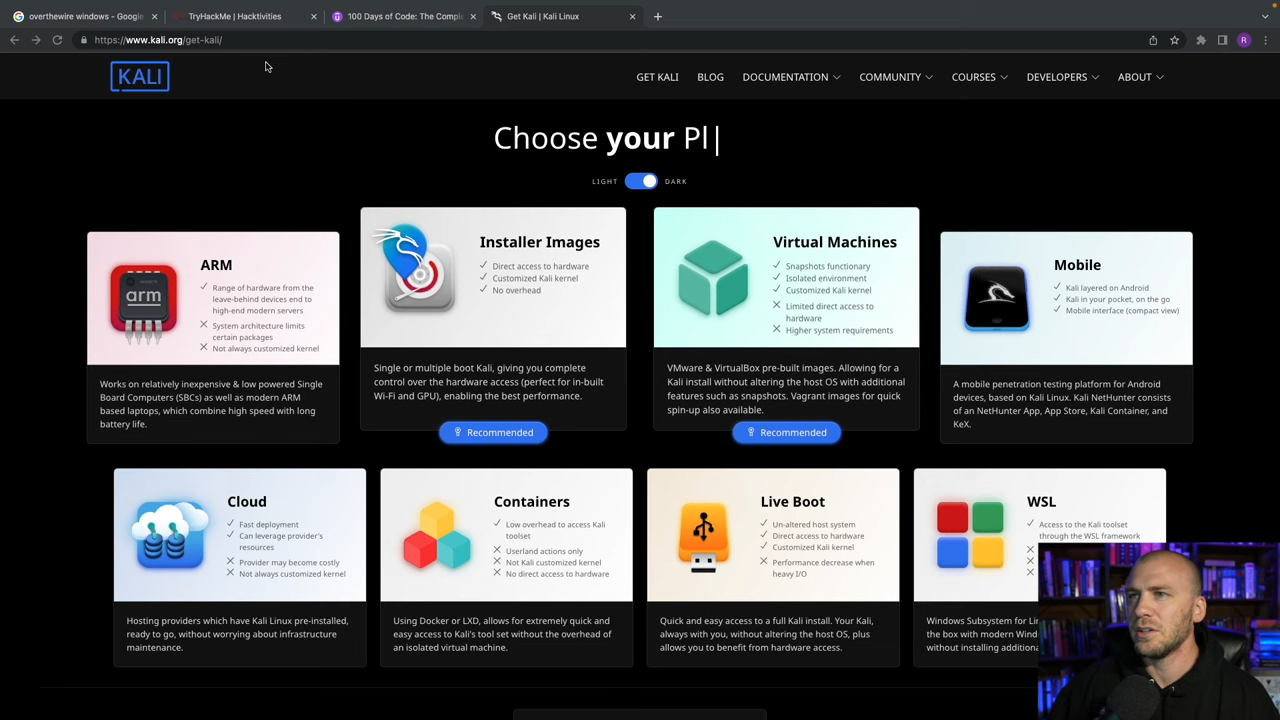 overthewire windows - Google
TryHackMe | Hacktivities
100 Days of Code: The Comple
Get Kali | Kali Linux
https://www.kali.org/get-kali/
R
KALI
GET KALI
BLOG
DOCUMENTATION
COMMUNITY
COURSES
DEVELOPERS
ABOUT
Choose your Pl|
LIGHT
DARK
ARM
Range of hardware from the
leave-behind devices end to
high-end modern servers
System architecture limits
certain packages
Not always customized kernel
arm
Works on relatively inexpensive & low powered Single
Board Computers (SBCs) as well as modern ARM
based laptops, which combine high speed with long
battery life.
Installer Images
Direct access to hardware
Customized Kali kernel
No overhead
Single or multiple boot Kali, giving you complete
control over the hardware access (perfect for in-built
Wi-Fi and GPU), enabling the best performance.
Recommended
Virtual Machines
Snapshots functionary
Isolated environment
Customized Kali kernel
Limited direct access to
hardware
Higher system requirements
VMware & VirtualBox pre-built images. Allowing for a
Kali install without altering the host OS with additional
features such as snapshots. Vagrant images for quick
spin-up also available.
Recommended
Mobile
Kali layered on Android
Kali in your pocket, on the go
Mobile interface (compact view)
A mobile penetration testing platform for Android
devices, based on Kali Linux. Kali NetHunter consists
of an NetHunter App, App Store, Kali Container, and
KeX.
Cloud
Fast deployment
Can leverage provider's
resources
Provider may become costly
Not always customized kernel
Hosting providers which have Kali Linux pre-installed,
ready to go, without worrying about infrastructure
maintenance.
Containers
Low overhead to access Kali
toolset
Userland actions only
Not Kali customized kernel
No direct access to hardware
Using Docker or LXD, allows for extremely quick and
easy access to Kali's tool set without the overhead of
an isolated virtual machine.
Live Boot
Un-altered host system
Direct access to hardware
Customized Kali kernel
Performance decrease when
heavy I/O
Quick and easy access to a full Kali install. Your Kali,
always with you, without altering the host OS, plus
allows you to benefit from hardware access.
WSL
Access to the Kali toolset
through the WSL framework
Windows Subsystem for
the box with modern
without installing